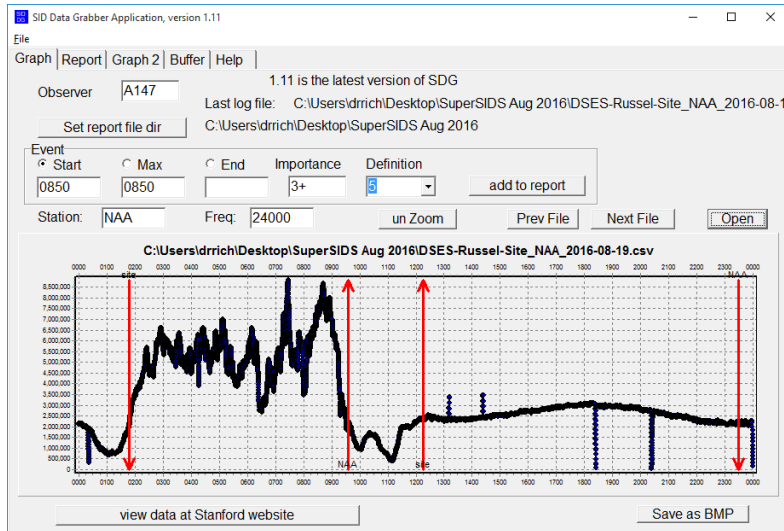 SID Data Grabber Application, version 1.11
File
Graph Report Graph 2 Buffer Help
Observer A147 1.11 is the latest version of SDG
Last log file: C:\Users\drrich\Desktop\SuperSIDS Aug 2016\DSES-Russel-Site_NAA_2016-08-1
Set report file dir C:\Users\drrich\Desktop\SuperSIDS Aug 2016
Event
Start Max End Importance Definition
0850 0850 3+ 5 add to report
Station: NAA Freq: 24000 un Zoom Prev File Next File Open
C:\Users\drrich\Desktop\SuperSIDS Aug 2016\DSES-Russel-Site_NAA_2016-08-19.csv
0000 0100 0200 0300 0400 0500 0600 0700 0800 0900 1000 1100 1200 1300 1400 1500 1600 1700 1800 1900 2000 2100 2200 2300 0000
site NAA
8,500,000
8,000,000
7,500,000
7,000,000
6,500,000
6,000,000
5,500,000
5,000,000
4,500,000
4,000,000
3,500,000
3,000,000
2,500,000
2,000,000
1,500,000
1,000,000
500,000
0
NAA site
0000 0100 0200 0300 0400 0500 0600 0700 0800 0900 1000 1100 1200 1300 1400 1500 1600 1700 1800 1900 2000 2100 2200 2300 0000
view data at Stanford website Save as BMP